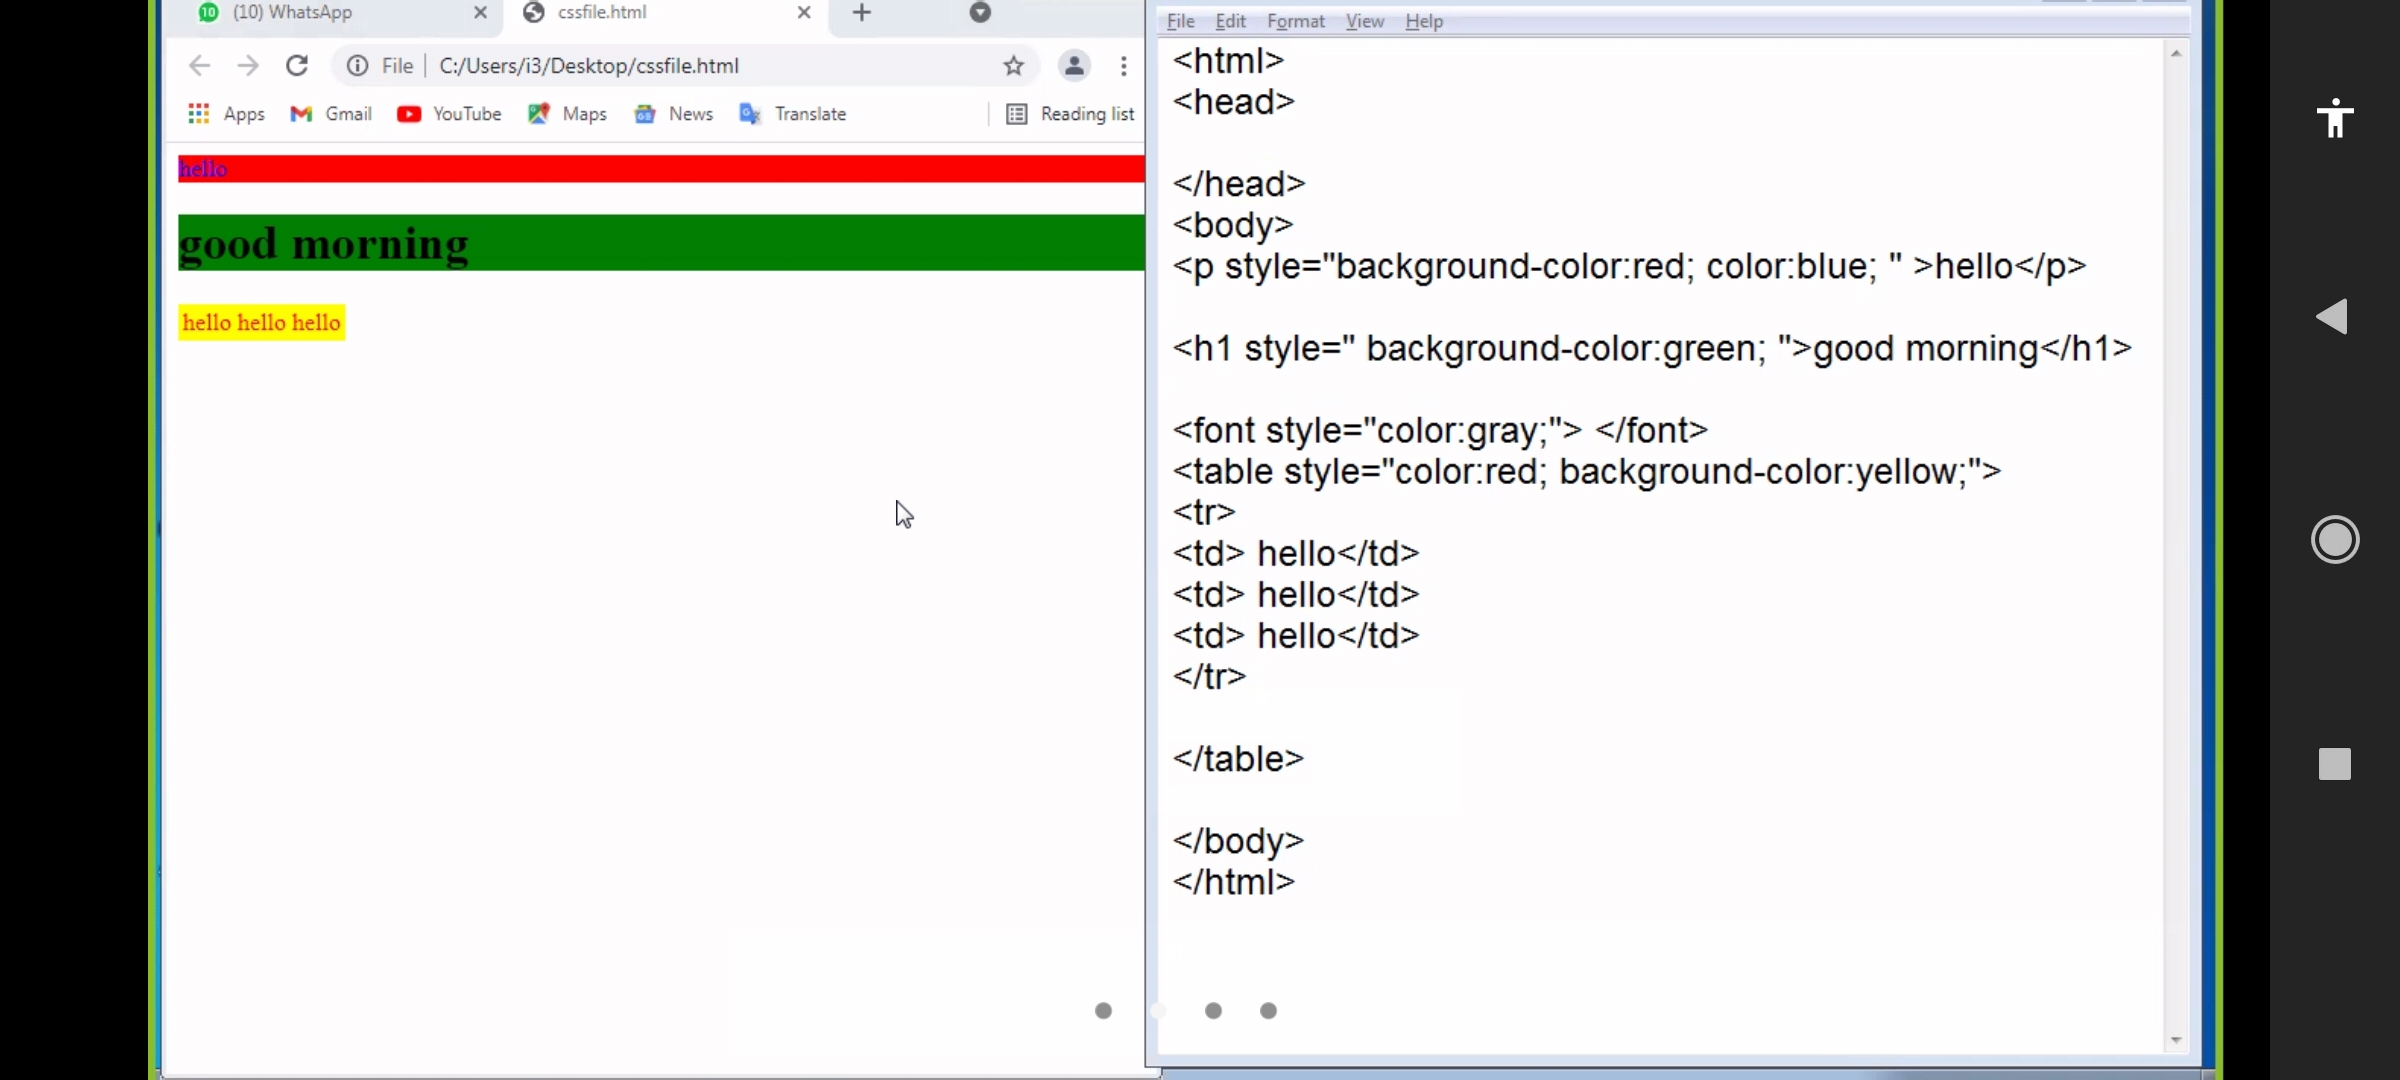 10 (10) WhatsApp
cssfile.html
File C:/Users/i3/Desktop/cssfile.html
Apps Gmail YouTube Maps News Translate Reading list
hello
good morning
hello hello hello
File Edit Format View Help
<html>
<head>
</head>
<body>
<p style="background-color:red; color:blue; " >hello</p>
<h1 style=" background-color:green; ">good morning</h1>
<font style="color:gray;"> </font>
<table style="color:red; background-color:yellow;">
<tr>
<td> hello</td>
<td> hello</td>
<td> hello</td>
</tr>
</table>
</body>
</html>